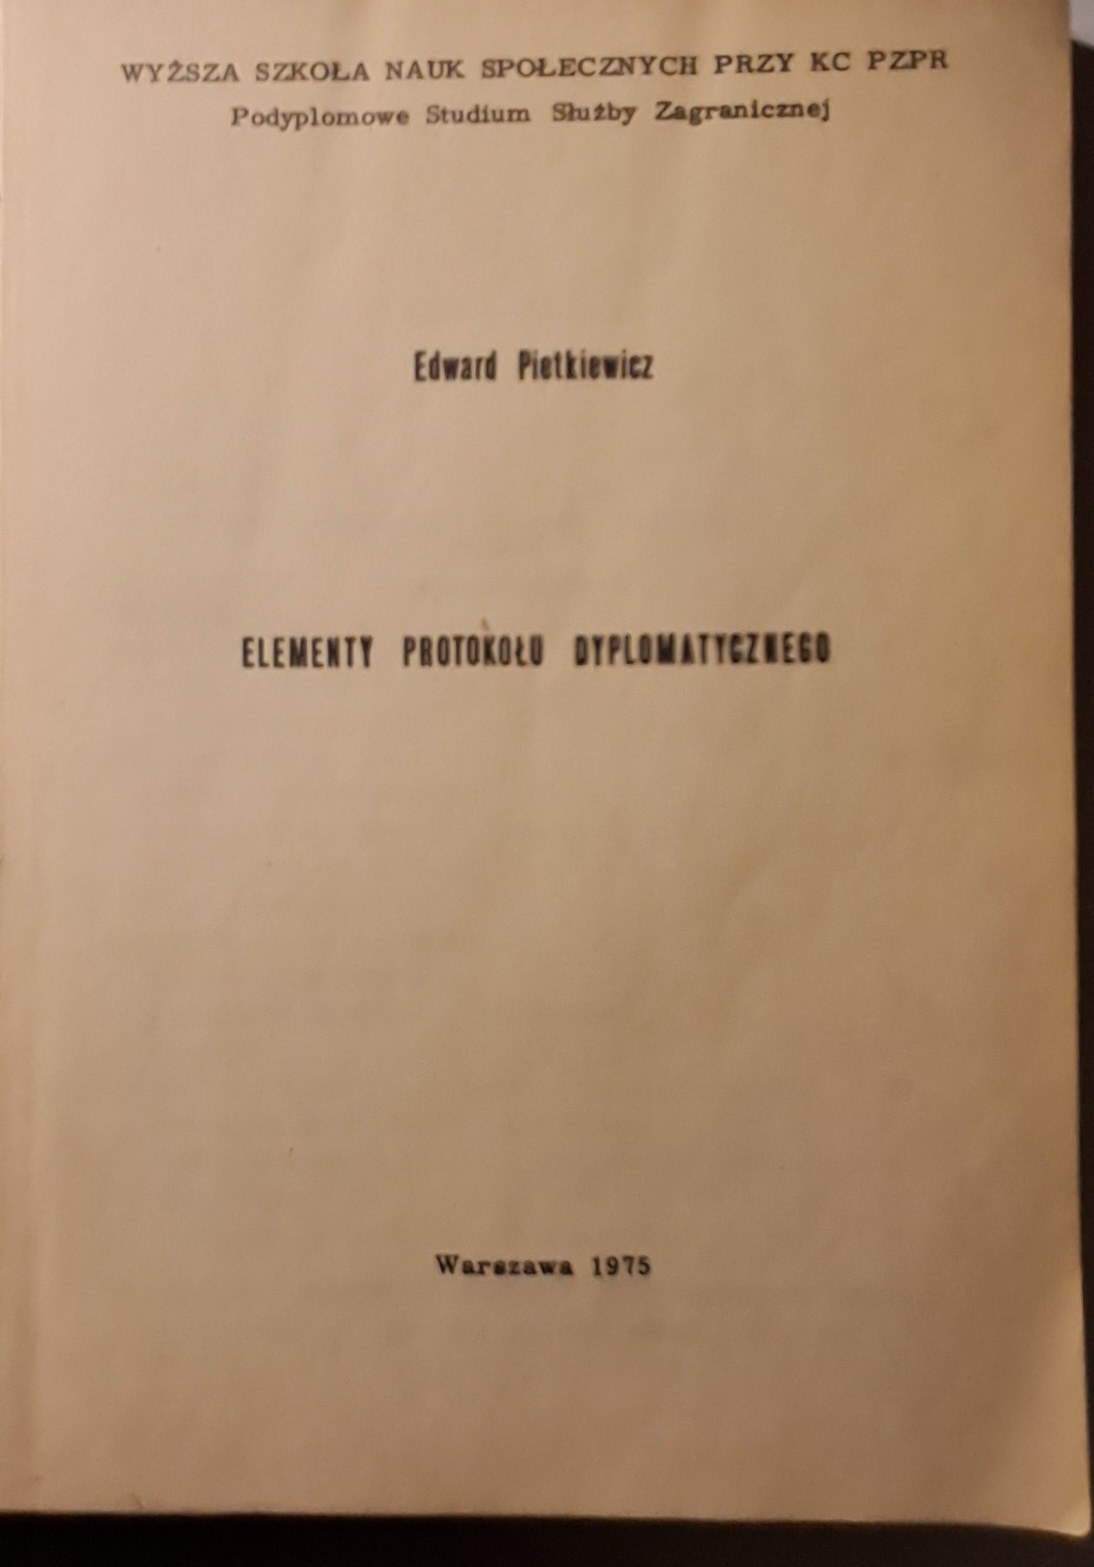 WYŻSZA SZKOŁA NAUK SPOŁECZNYCH PRZY KC PZPR
Podyplomowe Studium Służby Zagranicznej
Edward Pietkiewicz
ELEMENTY PROTOKOŁU DYPLOMATYCZNEGO
Warszawa 1975